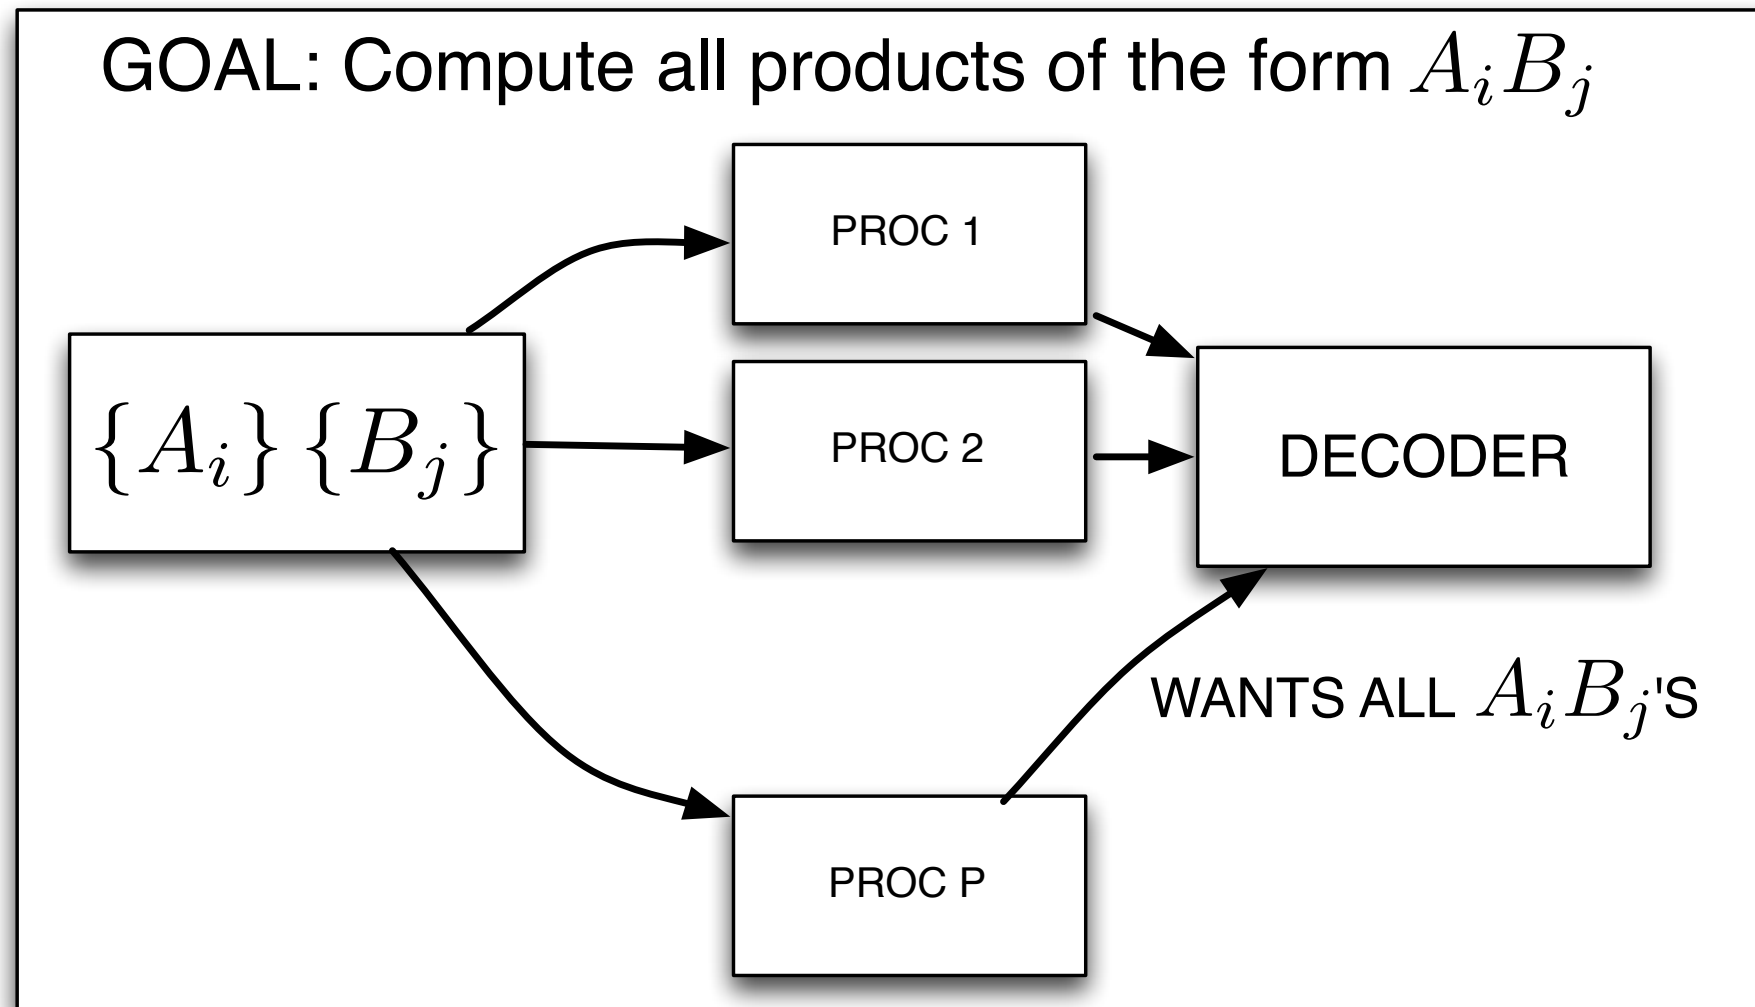 GOAL: Compute all products of the form $A_i B_j$
PROC 1
$\{A_i\}$ $\{B_j\}$
PROC 2
DECODER
WANTS ALL $A_i B_j$'S
PROC P